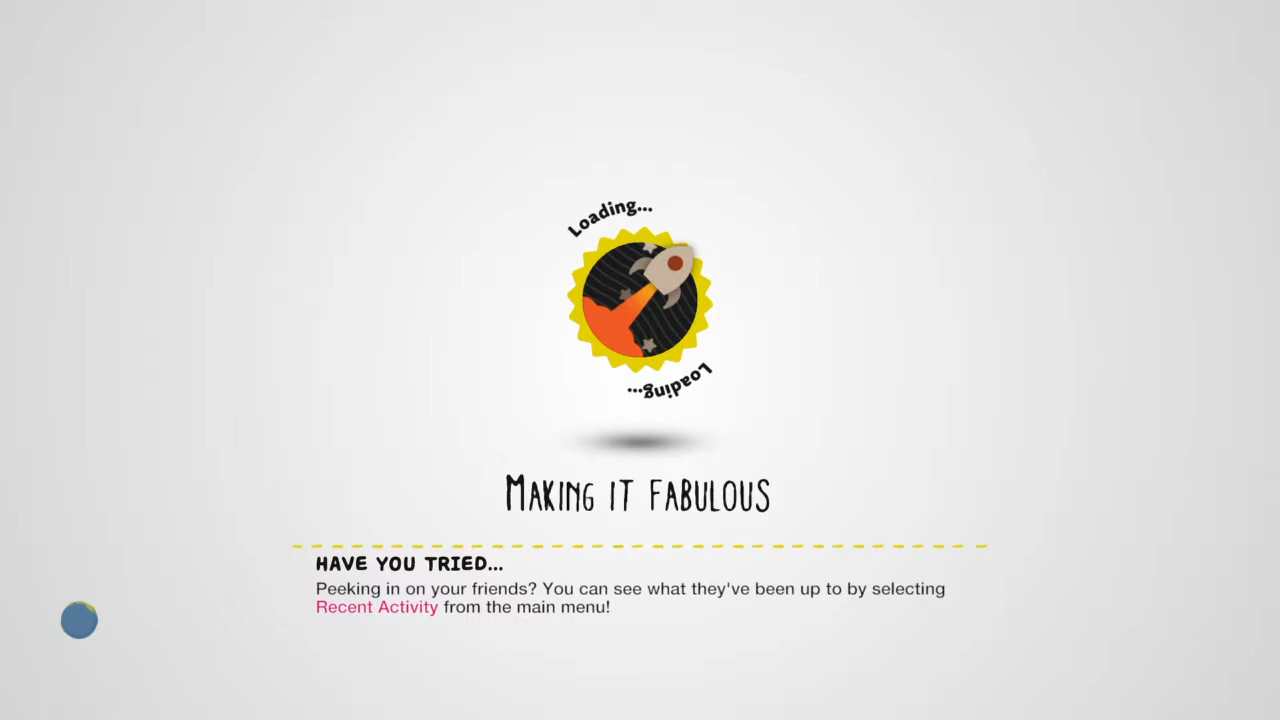 Loading...
Loading...
MAKING IT FABULOUS
HAVE YOU TRIED...
Peeking in on your friends? You can see what they've been up to by selecting
Recent Activity from the main menu!